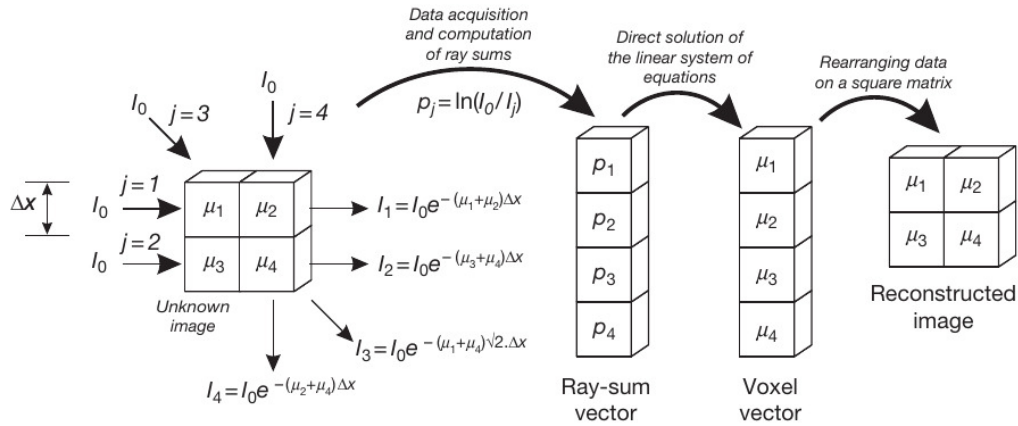 Data acquisition
and computation
of ray sums
pⱼ = ln(I₀/Iⱼ)
Direct solution of
the linear system of
equations
Rearranging data
on a square matrix
I₀ j=3
I₀ j=4
Δx
I₀ j=1
I₀ j=2
μ₁ μ₂
μ₃ μ₄
Unknown
image
I₁ = I₀e^-(μ₁+μ₂)Δx
I₂ = I₀e^-(μ₃+μ₄)Δx
I₃ = I₀e^-(μ₁+μ₄)√2.Δx
I₄ = I₀e^-(μ₂+μ₄)Δx
p₁
p₂
p₃
p₄
Ray-sum
vector
μ₁
μ₂
μ₃
μ₄
Voxel
vector
μ₁ μ₂
μ₃ μ₄
Reconstructed
image